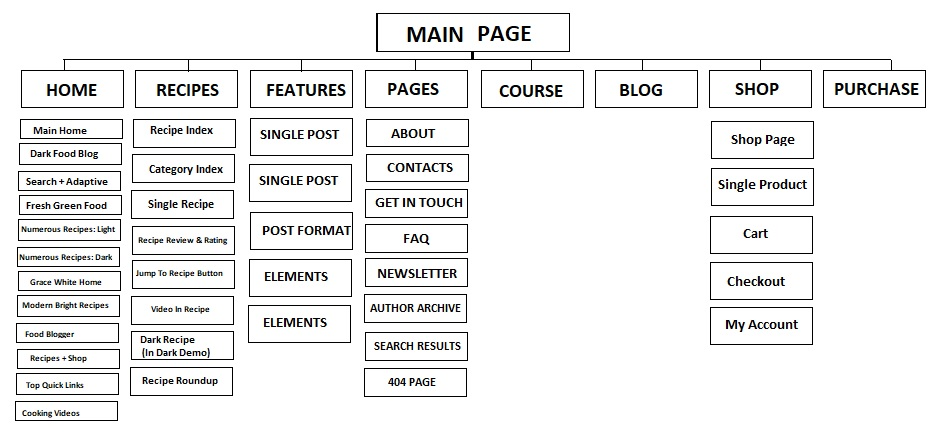 MAIN PAGE
HOME
RECIPES
FEATURES
PAGES
COURSE
BLOG
SHOP
PURCHASE
Main Home
Dark Food Blog
Search + Adaptive
Fresh Green Food
Numerous Recipes: Light
Numerous Recipes: Dark
Grace White Home
Modern Bright Recipes
Food Blogger
Recipes + Shop
Top Quick Links
Cooking Videos
Recipe Index
Category Index
Single Recipe
Recipe Review & Rating
Jump To Recipe Button
Video In Recipe
Dark Recipe
(In Dark Demo)
Recipe Roundup
SINGLE POST
SINGLE POST
POST FORMAT
ELEMENTS
ELEMENTS
ABOUT
CONTACTS
GET IN TOUCH
FAQ
NEWSLETTER
AUTHOR ARCHIVE
SEARCH RESULTS
404 PAGE
Shop Page
Single Product
Cart
Checkout
My Account